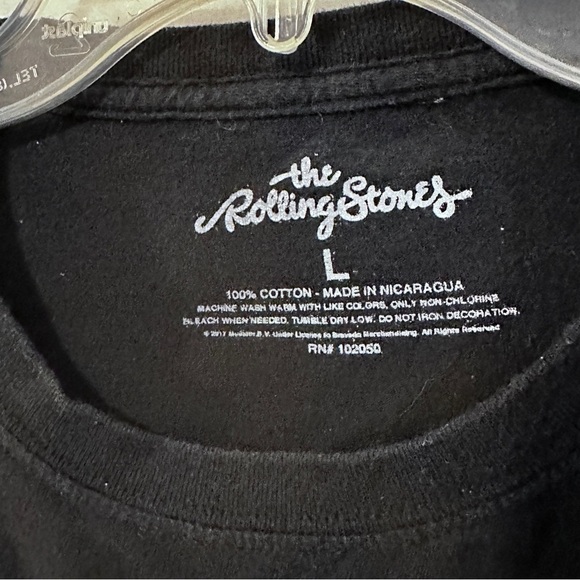 the
Rolling Stones
L
100% COTTON - MADE IN NICARAGUA
MACHINE WASH WARM WITH LIKE COLORS, ONLY NON-CHLORINE
BLEACH WHEN NEEDED. TUMBLE DRY LOW. DO NOT IRON DECORATION.
© 2017 Musidor B.V. Under License to Bravado Merchandising. All Rights Reserved
RN# 102050